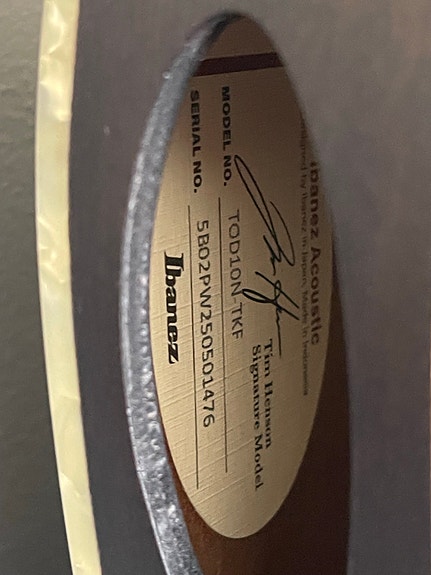 Ibanez Acoustic
Designed by Ibanez in Japan, Made in Indonesia
Tim Henson
Signature Model
MODEL NO. TOD10N-TKF
SERIAL NO. 5B02PW250501476
Ibanez